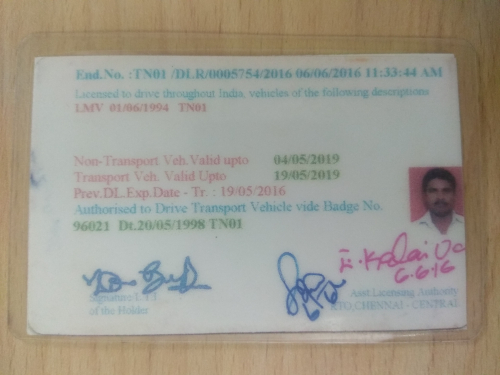 End.No. :TN01 /DLR/0005754/2016 06/06/2016 11:33:44 AM
Licensed to drive throughout India, vehicles of the following descriptions
LMV 01/06/1994 TN01
Non-Transport Veh.Valid upto 04/05/2019
Transport Veh. Valid Upto 19/05/2019
Prev.DL.Exp.Date - Tr. : 19/05/2016
Authorised to Drive Transport Vehicle vide Badge No.
96021 Dt.20/05/1998 TN01
6.6.16
Signature/L.T.I
of the Holder
Asst Licensing Authority
RTO,CHENNAI - CENTRAL